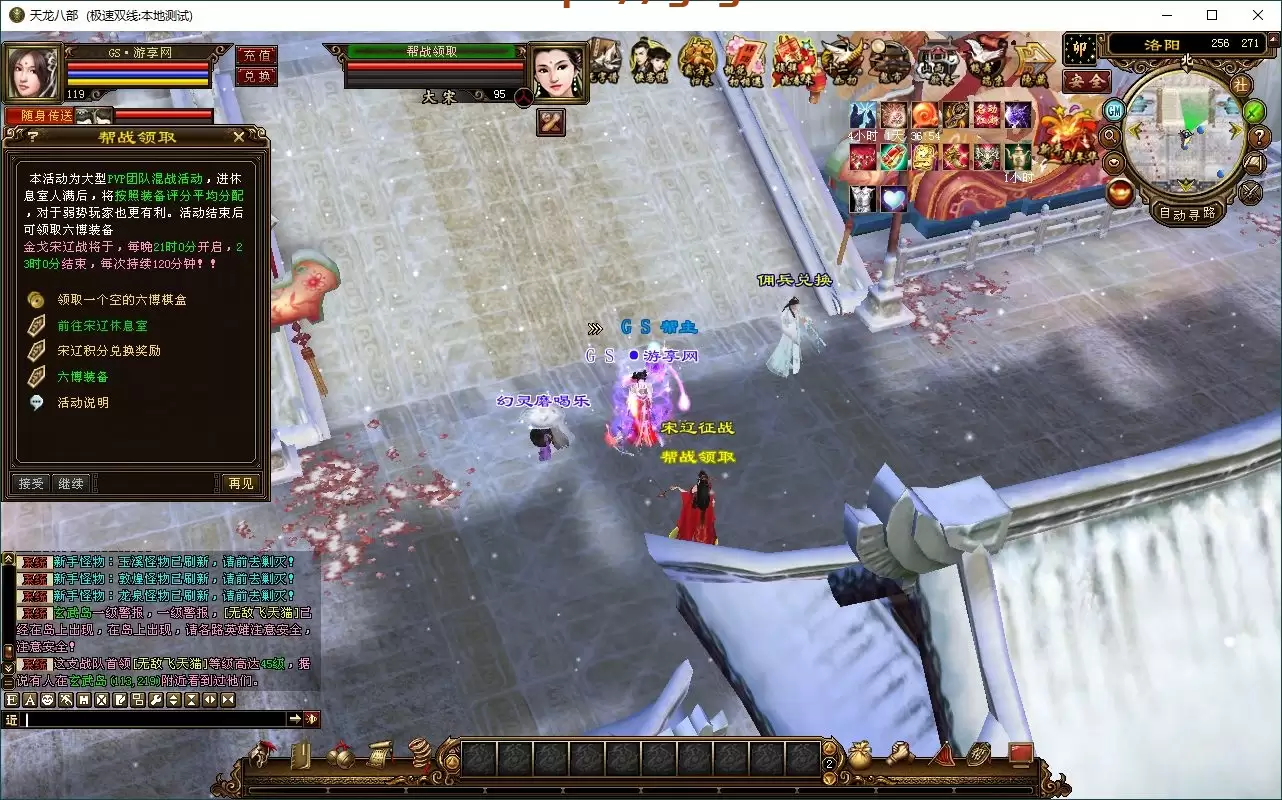 天龙八部 (极速双线:本地测试)
GS·游享网
119
充值
兑换
帮战领取
大宋
95
洛阳
256 271
北
卯
安全
社
GM
自动寻路
4小时
1天
36'54
1小时
随身传送
帮战领取
本活动为大型PVP团队混战活动，进休
息室人满后，将按照装备评分平均分配
，对于弱势玩家也更有利。活动结束后
可领取六博装备
金戈宋辽战将于，每晚21时0分开启，2
3时0分结束，每次持续120分钟！！
领取一个空的六博棋盒
前往宋辽休息室
宋辽积分兑换奖励
六博装备
活动说明
接受
继续
再见
佣兵兑换
GS 帮主
GS ●游享网
幻灵磨喝乐
宋辽征战
帮战领取
系统 新手怪物：玉溪怪物已刷新，请前去剿灭！
系统 新手怪物：敦煌怪物已刷新，请前去剿灭！
系统 新手怪物：龙泉怪物已刷新，请前去剿灭！
系统 玄武岛一级警报，一级警报，[无敌飞天猫]已
经在岛上出现，在岛上出现，请各路英雄注意安全，
注意安全！
系统 这支战队首领[无敌飞天猫]等级高达45级，据
说有人在玄武岛(113,219)附近看到过他们。
近
2